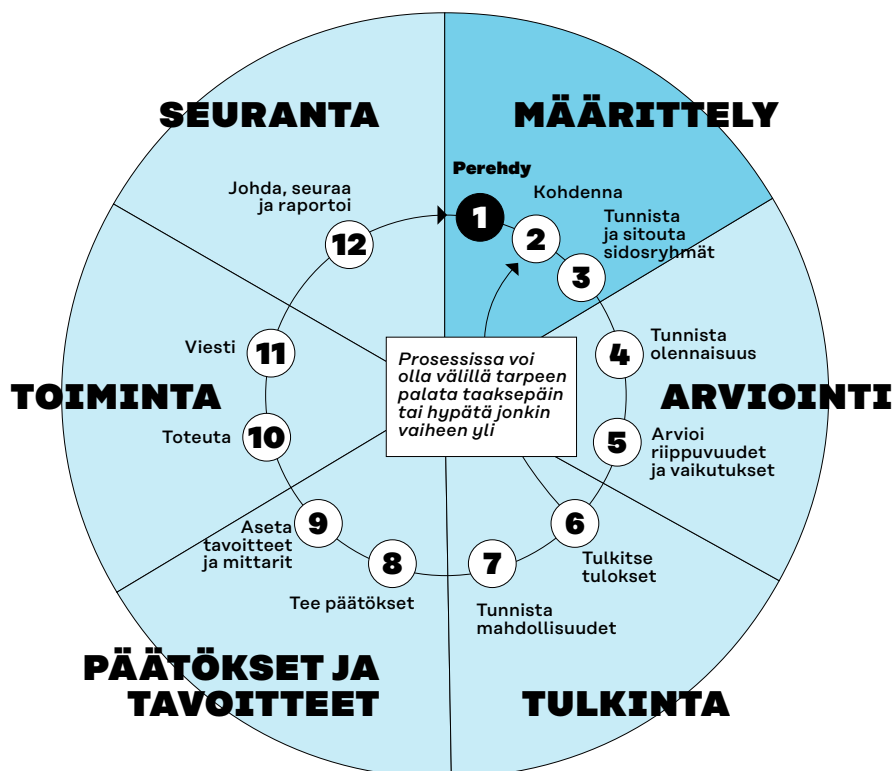 SEURANTA
MÄÄRITTELY
Perehdy
1
Kohdenna
2
Tunnista
ja sitouta
sidosryhmät
3
Tunnista
olennaisuus
4
ARVIOINTI
Arvioi
riippuvuudet
ja vaikutukset
5
Tulkitse
tulokset
6
Tunnista
mahdollisuudet
7
TULKINTA
Tee päätökset
8
Aseta
tavoitteet
ja mittarit
9
PÄÄTÖKSET JA
TAVOITTEET
Toteuta
10
TOIMINTA
Viesti
11
Johda, seuraa
ja raportoi
12
Prosessissa voi
olla välillä tarpeen
palata taaksepäin
tai hypätä jonkin
vaiheen yli